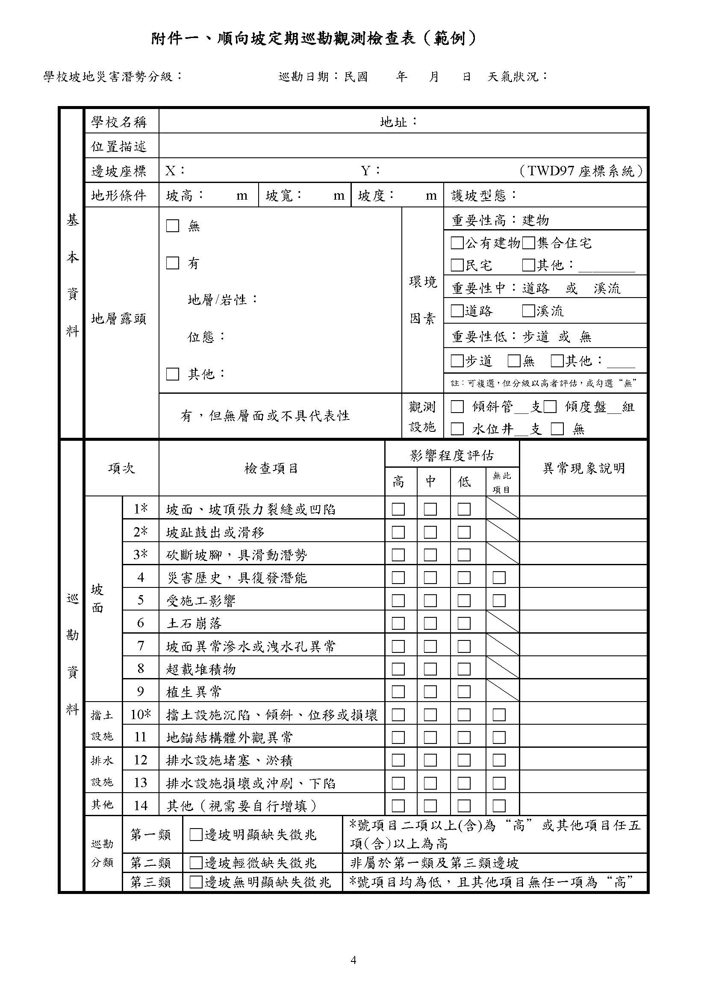 附件一、順向坡定期巡勘觀測檢查表（範例）
學校坡地災害潛勢分級： 巡勘日期：民國 年 月 日 天氣狀況：
基本資料
學校名稱 地址：
位置描述
邊坡座標 X： Y： （TWD97 座標系統）
地形條件 坡高： m 坡寬： m 坡度： m 護坡型態：
地層露頭
□ 無
□ 有
地層/岩性：
位態：
□ 其他：
有，但無層面或不具代表性
環境
因素
重要性高：建物
□公有建物□集合住宅
□民宅 □其他：________
重要性中：道路 或 溪流
□道路 □溪流
重要性低：步道 或 無
□步道 □無 □其他：____
註：可複選，但分級以高者評估，或勾選“無”
觀測
設施
□ 傾斜管__支□ 傾度盤__組
□ 水位井__支 □ 無
巡勘資料
項次 檢查項目 影響程度評估 異常現象說明
高 中 低 無此
項目
坡
面
1* 坡面、坡頂張力裂縫或凹陷 □ □ □
2* 坡趾鼓出或滑移 □ □ □
3* 砍斷坡腳，具滑動潛勢 □ □ □
4 災害歷史，具復發潛能 □ □ □ □
5 受施工影響 □ □ □ □
6 土石崩落 □ □ □
7 坡面異常滲水或洩水孔異常 □ □ □
8 超載堆積物 □ □ □
9 植生異常 □ □ □
擋土
設施
10* 擋土設施沉陷、傾斜、位移或損壞 □ □ □ □
11 地錨結構體外觀異常 □ □ □ □
排水
設施
12 排水設施堵塞、淤積 □ □ □ □
13 排水設施損壞或沖刷、下陷 □ □ □ □
其他 14 其他（視需要自行增填） □ □ □ □
巡勘
分類
第一類 □邊坡明顯缺失徵兆 *號項目二項以上(含)為“高” 或其他項目任五
項(含)以上為高
第二類 □邊坡輕微缺失徵兆 非屬於第一類及第三類邊坡
第三類 □邊坡無明顯缺失徵兆 *號項目均為低，且其他項目無任一項為“高”
4